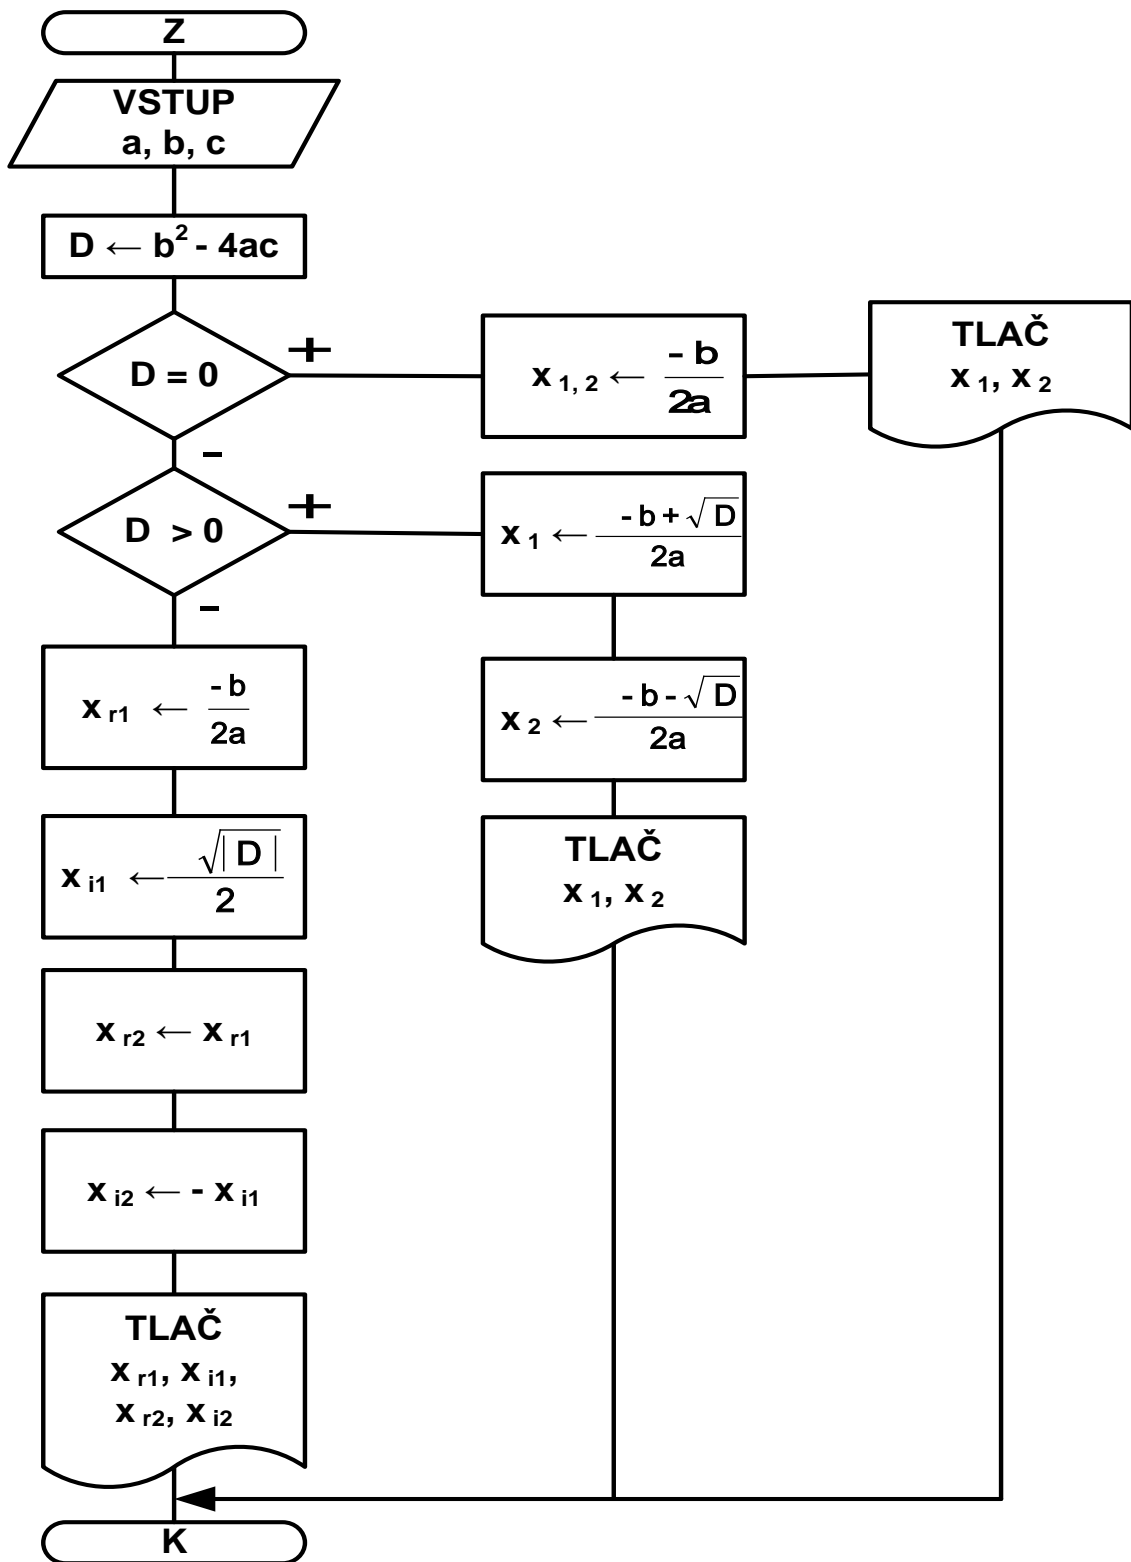 Z
VSTUP
a, b, c
D ← b² - 4ac
D = 0
+
-
x 1, 2 ← - b / 2a
TLAČ
x 1, x 2
D > 0
+
-
x 1 ← - b + √D / 2a
x 2 ← - b - √D / 2a
TLAČ
x 1, x 2
x r1 ← - b / 2a
x i1 ← √| D | / 2
x r2 ← x r1
x i2 ← - x i1
TLAČ
x r1, x i1,
x r2, x i2
K